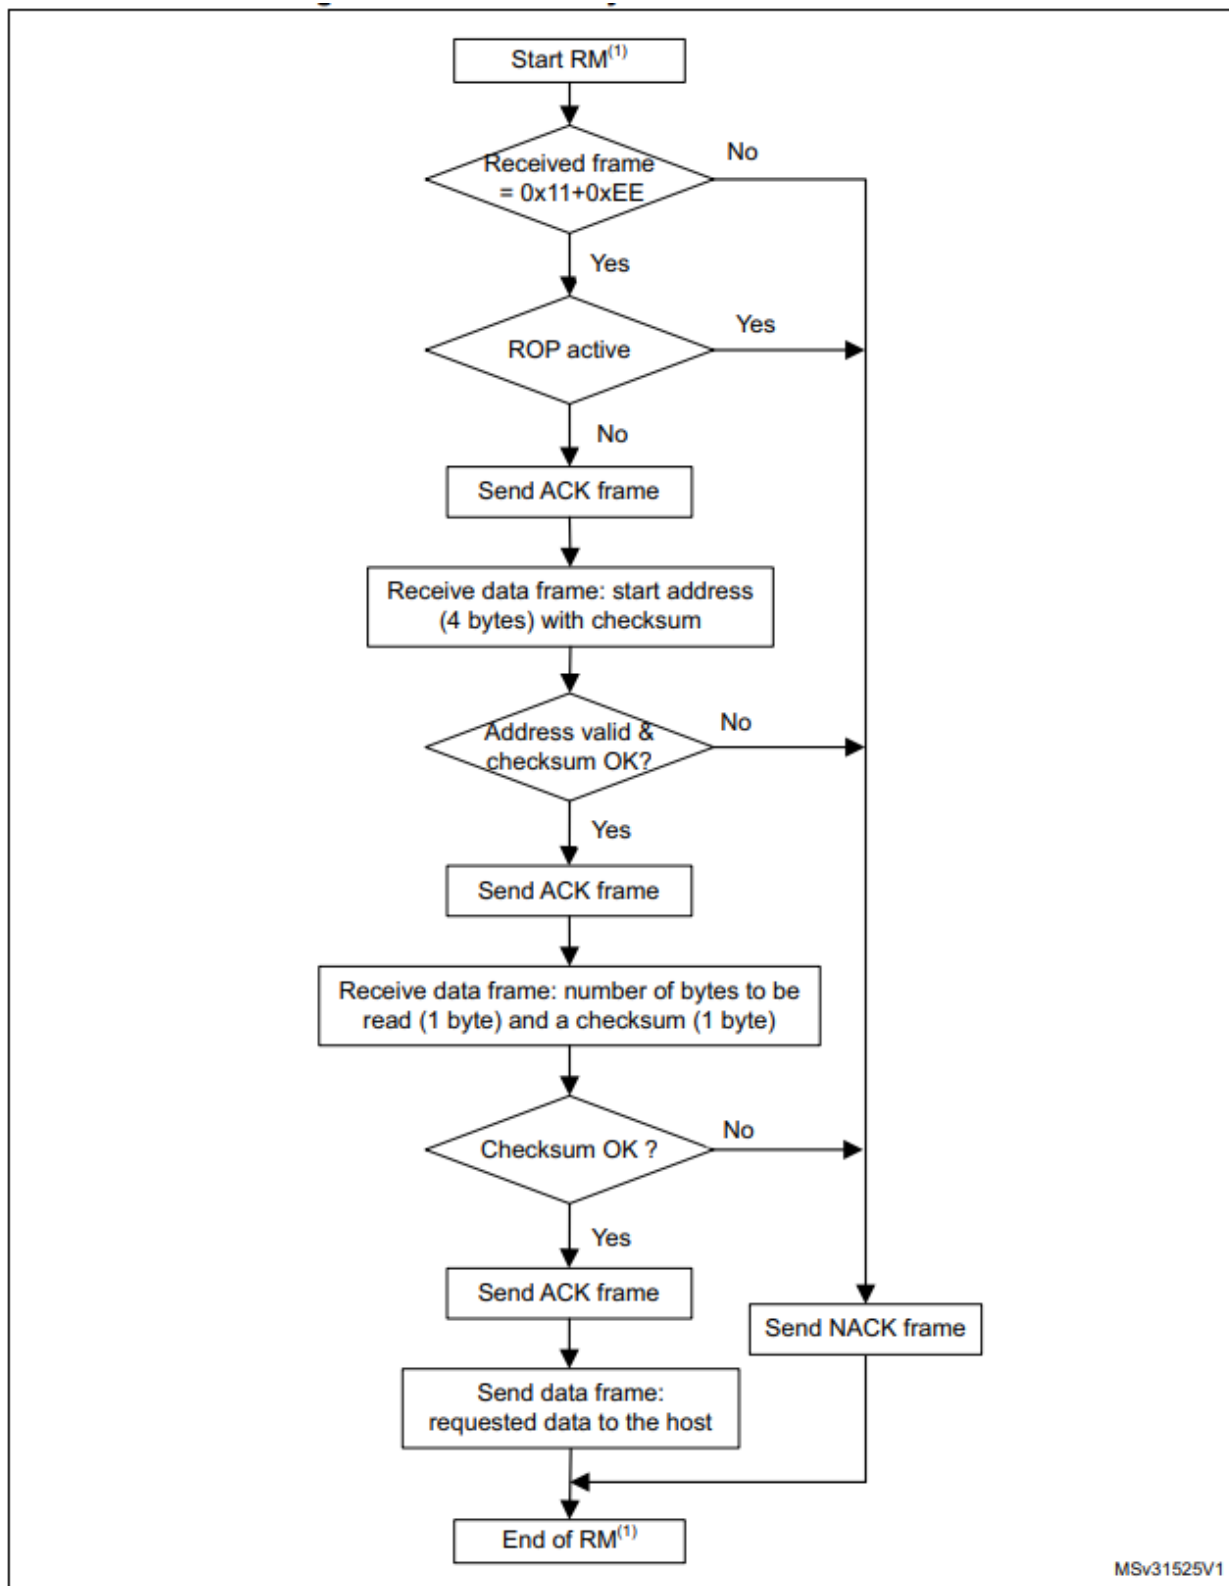 Start RM(1)
Received frame
= 0x11+0xEE
No
Yes
ROP active
Yes
No
Send ACK frame
Receive data frame: start address
(4 bytes) with checksum
Address valid &
checksum OK?
No
Yes
Send ACK frame
Receive data frame: number of bytes to be
read (1 byte) and a checksum (1 byte)
Checksum OK ?
No
Yes
Send ACK frame
Send NACK frame
Send data frame:
requested data to the host
End of RM(1)
MSv31525V1